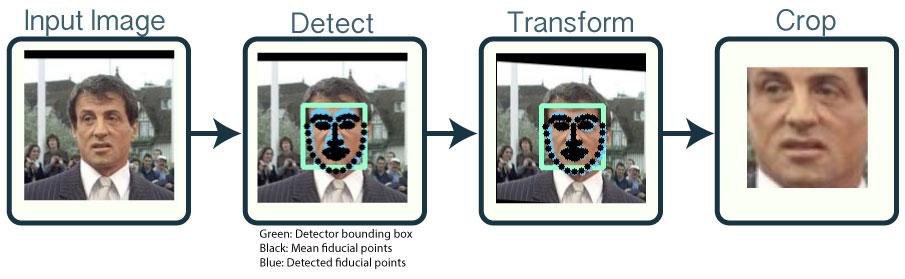 Input Image
Detect
Transform
Crop
Green: Detector bounding box
Black: Mean fiducial points
Blue: Detected fiducial points